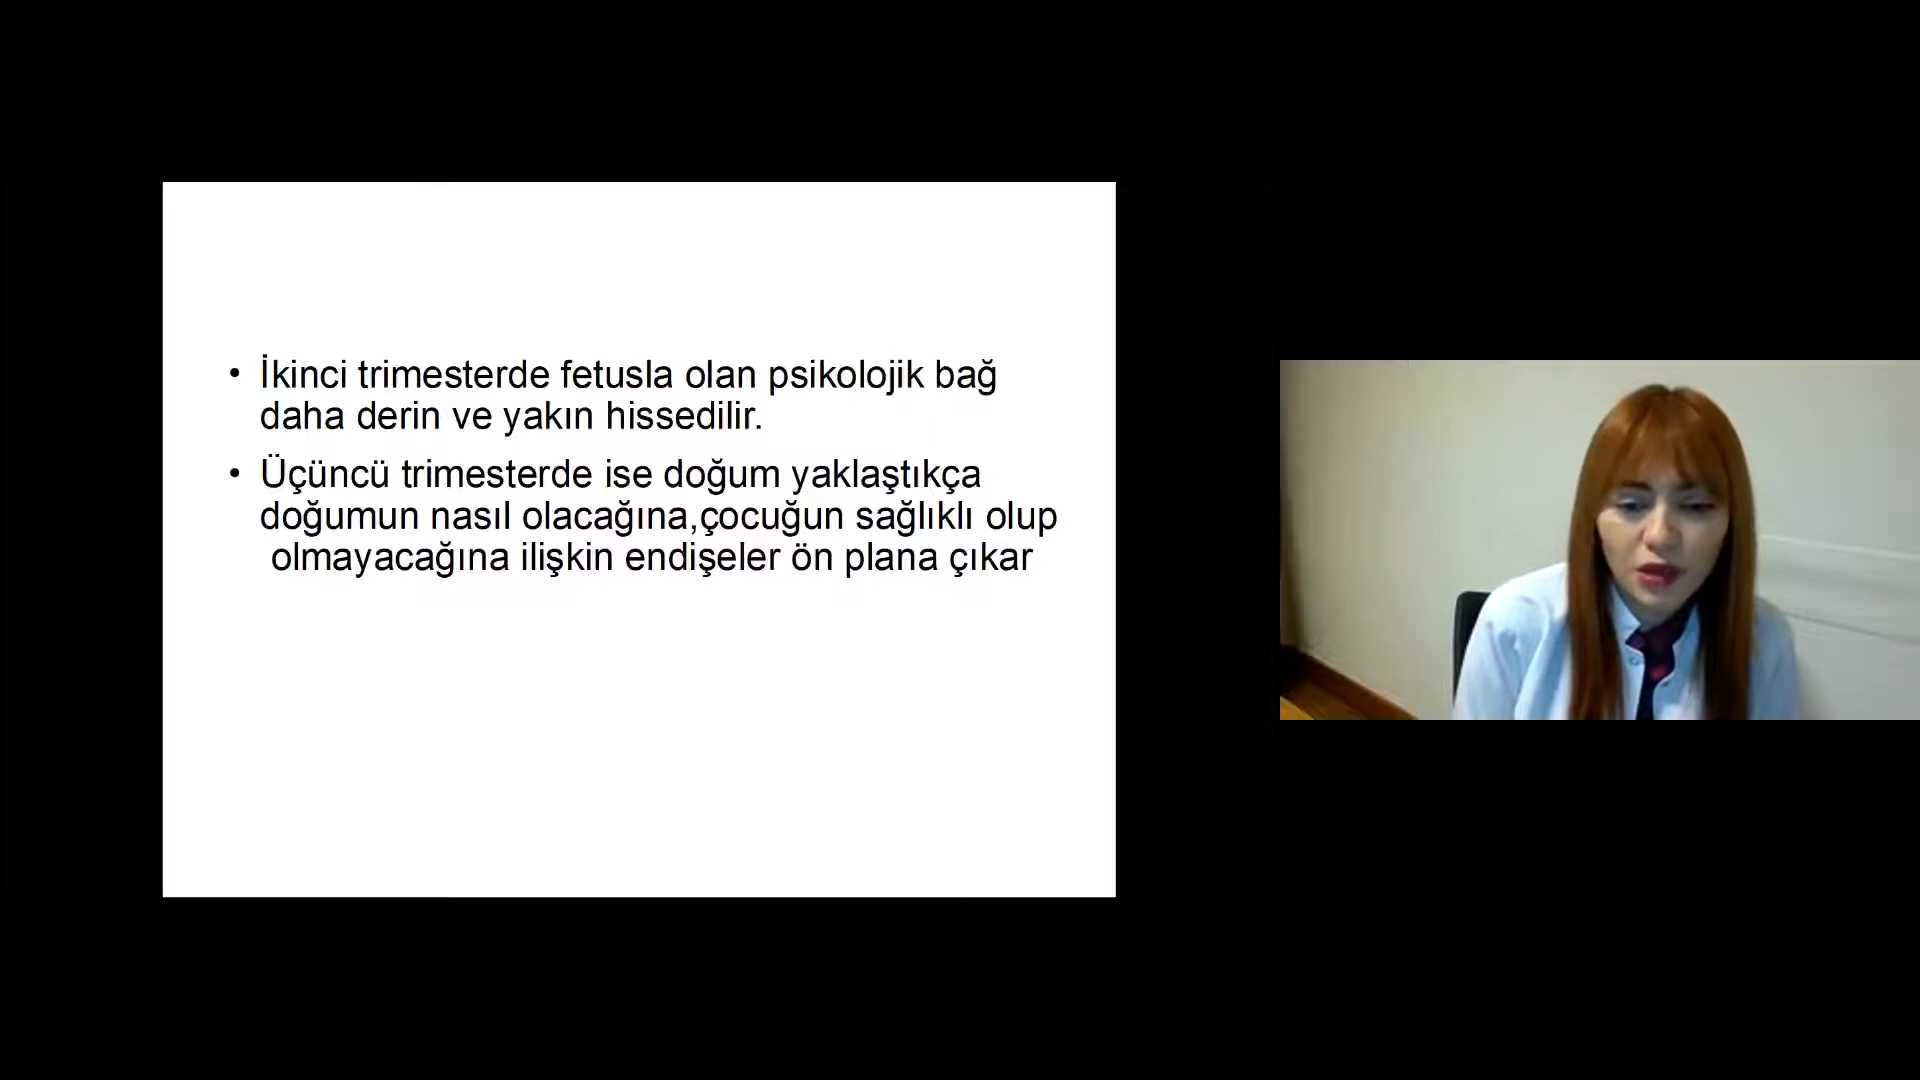 • İkinci trimesterde fetusla olan psikolojik bağ
daha derin ve yakın hissedilir.
• Üçüncü trimesterde ise doğum yaklaştıkça
doğumun nasıl olacağına,çocuğun sağlıklı olup
olmayacağına ilişkin endişeler ön plana çıkar